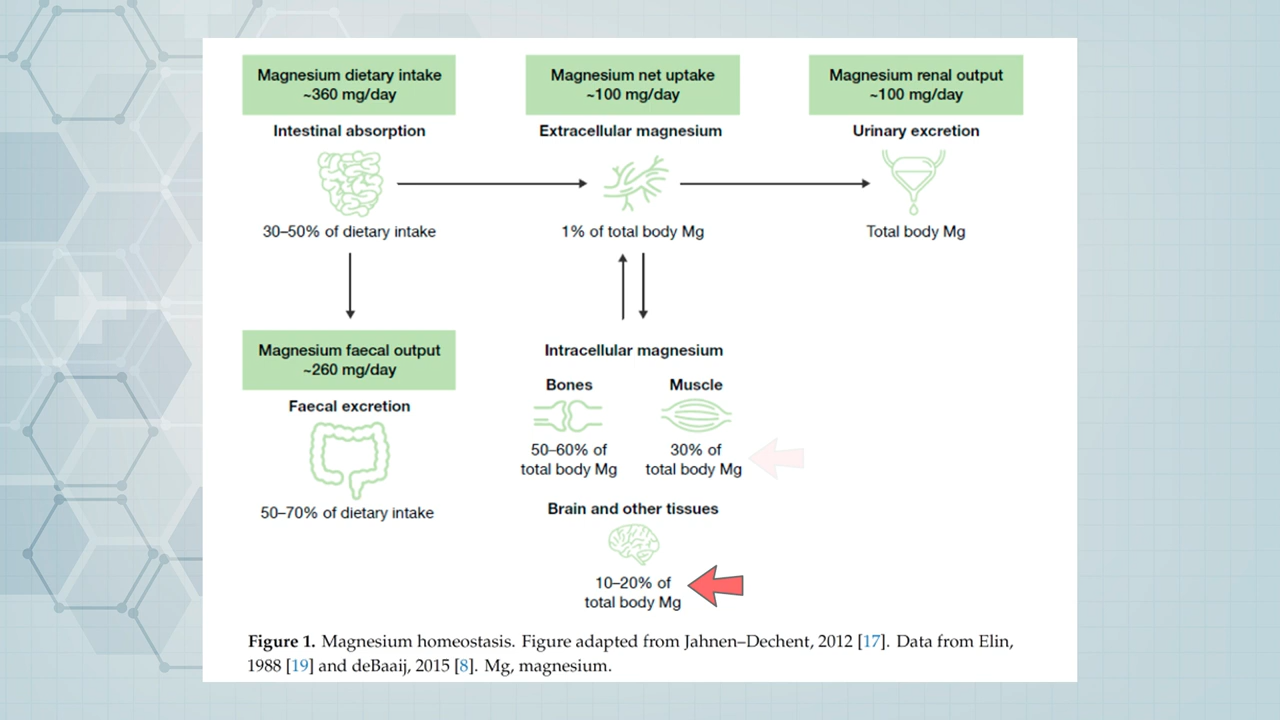 Magnesium dietary intake
~360 mg/day
Intestinal absorption
30–50% of dietary intake
Magnesium net uptake
~100 mg/day
Extracellular magnesium
1% of total body Mg
Magnesium renal output
~100 mg/day
Urinary excretion
Total body Mg
Magnesium faecal output
~260 mg/day
Faecal excretion
50–70% of dietary intake
Intracellular magnesium
Bones
50–60% of
total body Mg
Muscle
30% of
total body Mg
Brain and other tissues
10–20% of
total body Mg
Figure 1. Magnesium homeostasis. Figure adapted from Jahnen–Dechent, 2012 [17]. Data from Elin,
1988 [19] and deBaaij, 2015 [8]. Mg, magnesium.